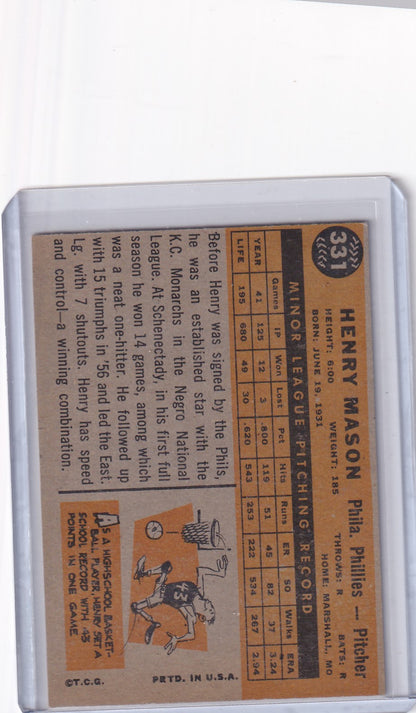 331
HENRY MASON Phila. Phillies — Pitcher
HEIGHT: 6:00 WEIGHT: 185 THROWS: R BATS: R
BORN: JUNE 19, 1931 HOME: MARSHALL, MO
MINOR LEAGUE PITCHING RECORD
Games IP Won Lost Pct Hits Runs ER SO Walks ERA
YEAR 41 125 12 3 .800 119 51 45 82 37 3.24
LIFE 195 680 49 30 .620 543 253 222 534 267 2.94
Before Henry was signed by the Phils,
he was an established star with the
K.C. Monarchs in the Negro National
League. At Schenectady, in his first full
season he won 14 games, among which
was a neat one-hitter. He followed up
with 15 triumphs in '56 and led the East.
Lg. with 7 shutouts. Henry has speed
and control—a winning combination.
43
AS A HIGHSCHOOL BASKET-
BALL PLAYER, HENRY SET A
SCHOOL RECORD WITH 43
POINTS IN ONE GAME.
©T.C.G. PRTD. IN U.S.A.